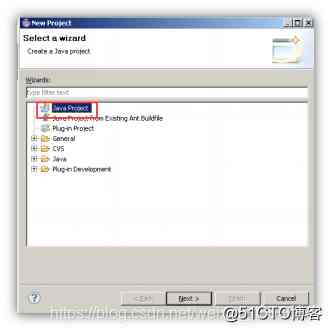 New Project
Select a wizard
Create a Java project
Wizards:
type filter text
Java Project
Java Project from Existing Ant Buildfile
Plug-in Project
General
CVS
Java
Plug-in Development
< Back
Next >
Finish
Cancel
https://blog.csdn.net/wei
@51CTO博客